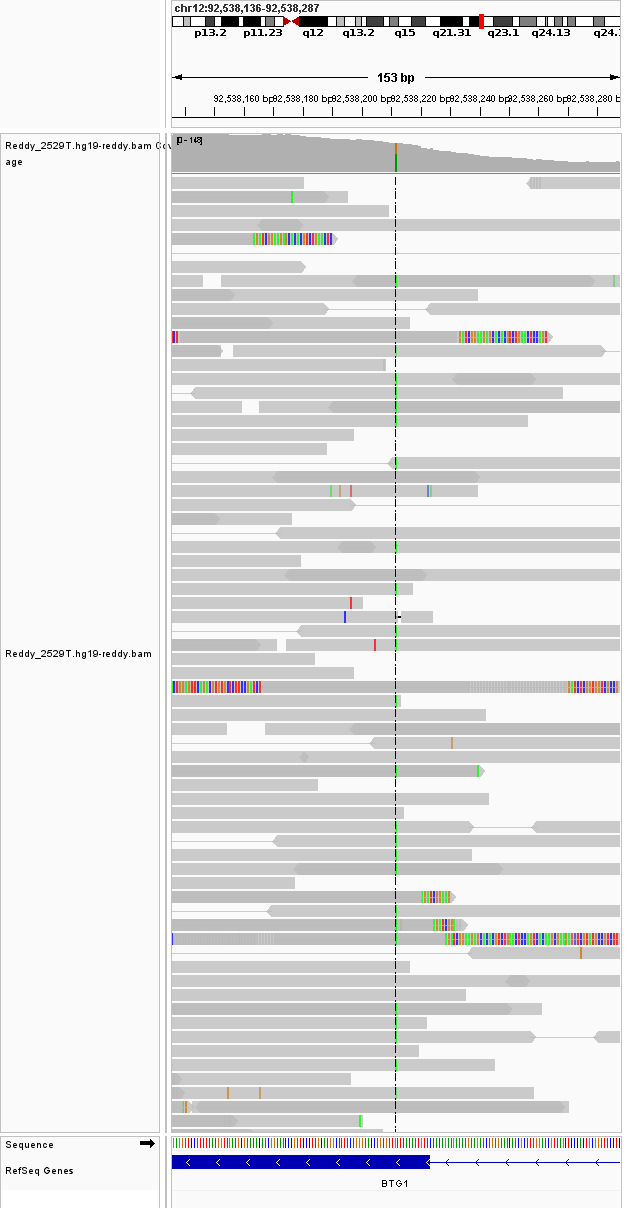 chr12:92,538,136-92,538,287
p13.2 p11.23 q12 q13.2 q15 q21.31 q23.1 q24.13 q24.
153 bp
92,538,160 bp 92,538,180 bp 92,538,200 bp 92,538,220 bp 92,538,240 bp 92,538,260 bp 92,538,280 b
Reddy_2529T.hg19-reddy.bam Cov
age
[0 - 148]
Reddy_2529T.hg19-reddy.bam
Sequence
RefSeq Genes
BTG1